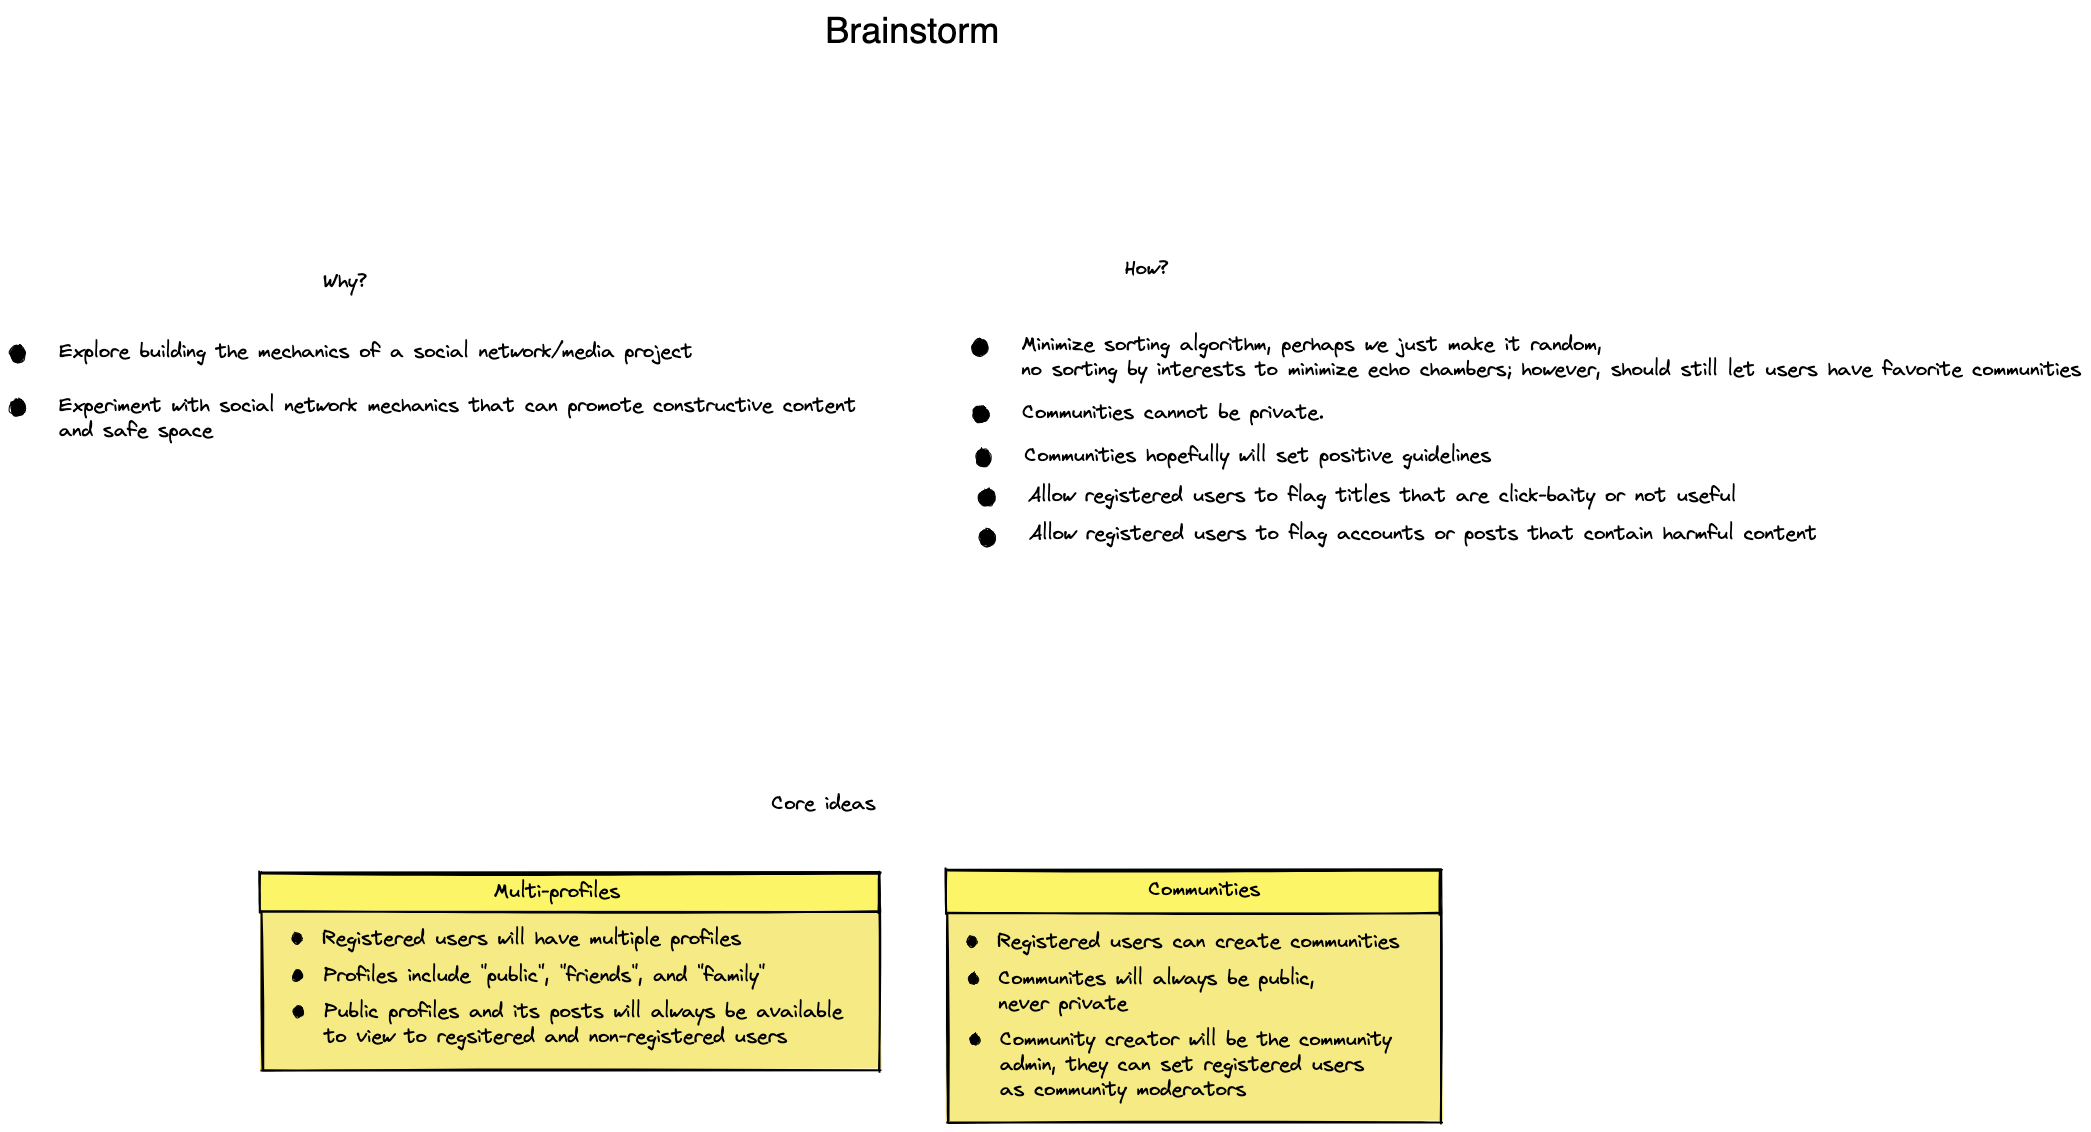 Brainstorm
Why?
Explore building the mechanics of a social network/media project
Experiment with social network mechanics that can promote constructive content
and safe space
How?
Minimize sorting algorithm, perhaps we just make it random,
no sorting by interests to minimize echo chambers; however, should still let users have favorite communities
Communities cannot be private.
Communities hopefully will set positive guidelines
Allow registered users to flag titles that are click-baity or not useful
Allow registered users to flag accounts or posts that contain harmful content
Core ideas
Multi-profiles
Registered users will have multiple profiles
Profiles include "public", "friends", and "family"
Public profiles and its posts will always be available
to view to regsitered and non-registered users
Communities
Registered users can create communities
Communites will always be public,
never private
Community creator will be the community
admin, they can set registered users
as community moderators